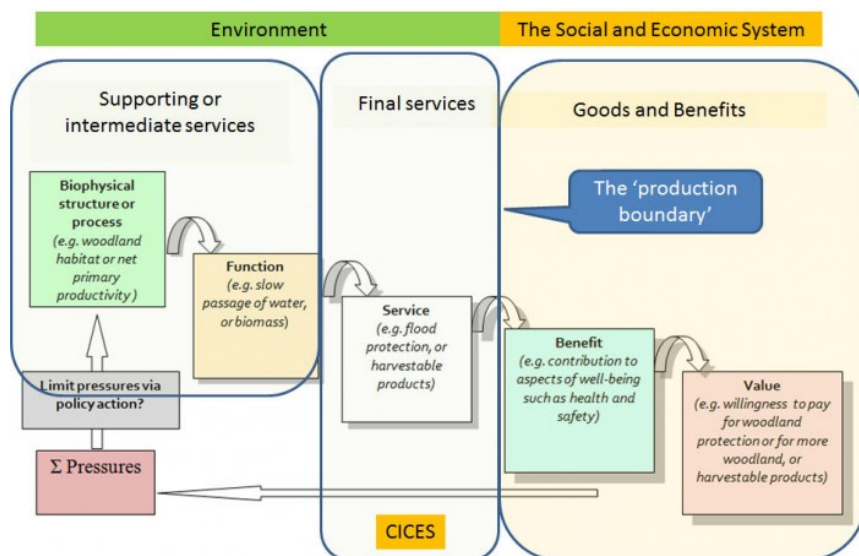 Environment
The Social and Economic System
Supporting or
intermediate services
Final services
Goods and Benefits
Biophysical
structure or
process
(e.g. woodland
habitat or net
primary
productivity )
The ‘production
boundary’
Function
(e.g. slow
passage of water,
or biomass)
Service
(e.g. flood
protection, or
harvestable
products)
Benefit
(e.g. contribution to
aspects of well-being
such as health and
safety)
Value
(e.g. willingness to pay
for woodland
protection or for more
woodland, or
harvestable products)
Limit pressures via
policy action?
Σ Pressures
CICES